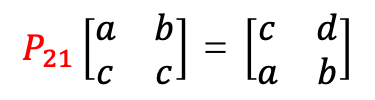 P₂₁ [a b; c c] = [c d; a b]